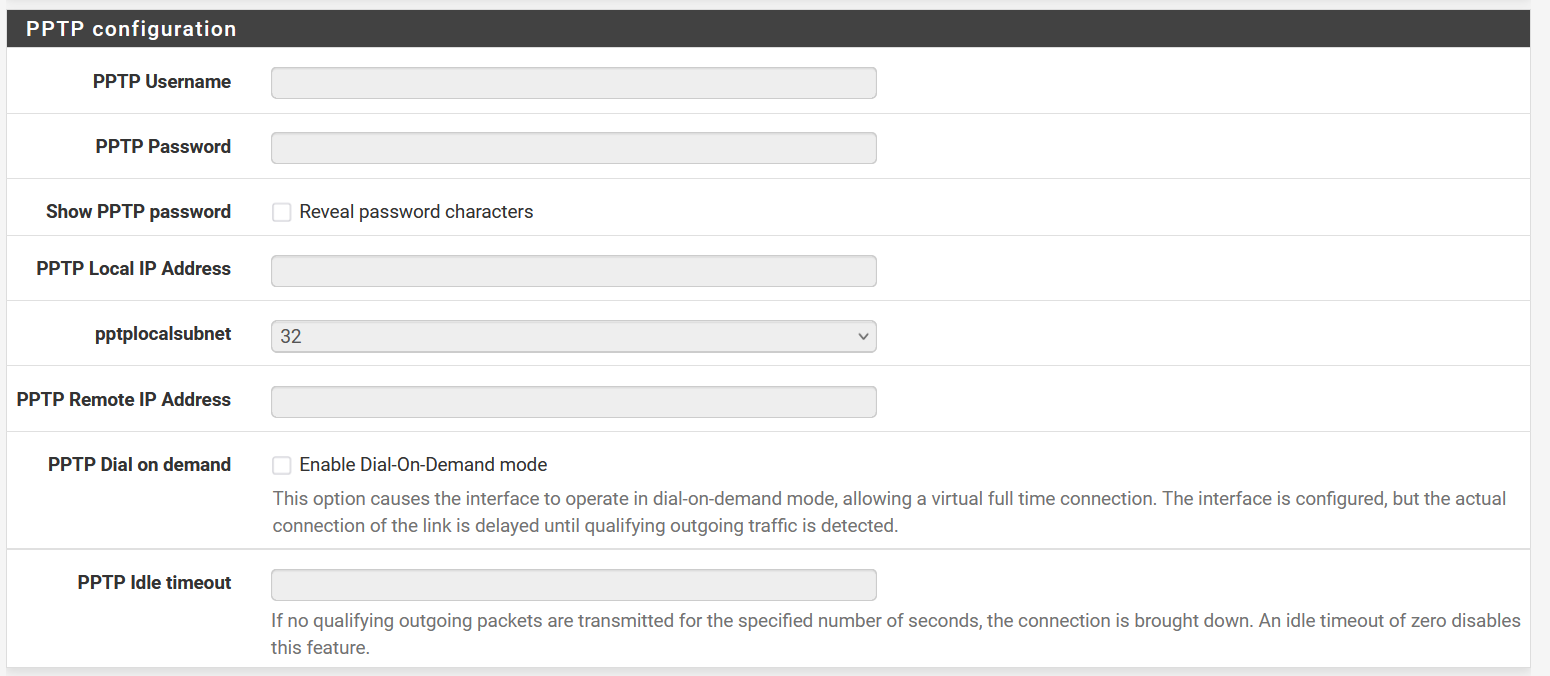 PPTP configuration
PPTP Username
PPTP Password
Show PPTP password
Reveal password characters
PPTP Local IP Address
pptplocalsubnet
32
PPTP Remote IP Address
PPTP Dial on demand
Enable Dial-On-Demand mode
This option causes the interface to operate in dial-on-demand mode, allowing a virtual full time connection. The interface is configured, but the actual
connection of the link is delayed until qualifying outgoing traffic is detected.
PPTP Idle timeout
If no qualifying outgoing packets are transmitted for the specified number of seconds, the connection is brought down. An idle timeout of zero disables
this feature.